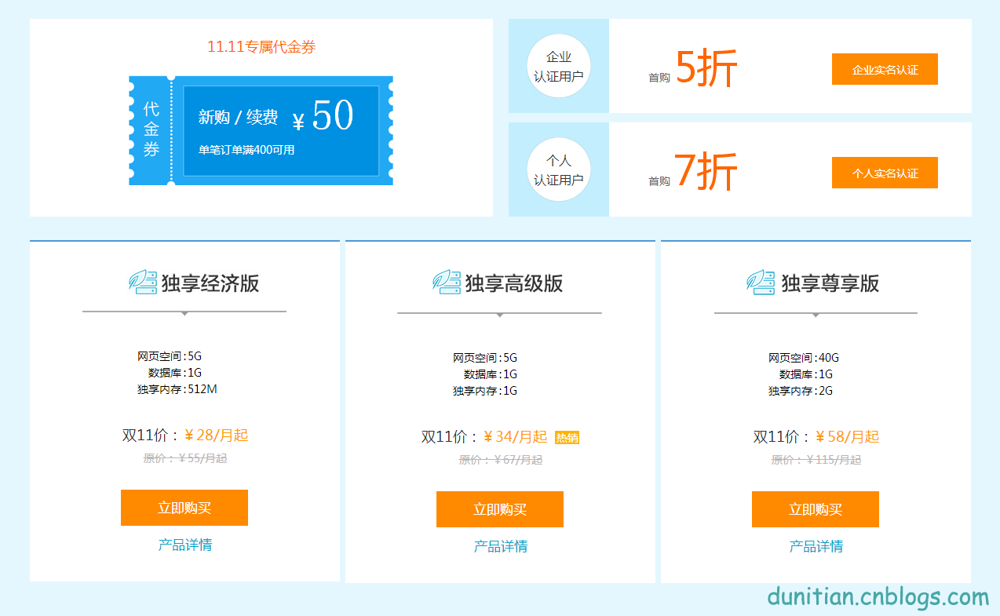 11.11专属代金券
代金券
新购 / 续费 ¥ 50
单笔订单满400可用
企业
认证用户
首购 5折
企业实名认证
个人
认证用户
首购 7折
个人实名认证
独享经济版
网页空间:5G
数据库:1G
独享内存:512M
双11价：¥28/月起
原价：¥55/月起
立即购买
产品详情
独享高级版
网页空间:5G
数据库:1G
独享内存:1G
双11价：¥34/月起 热销
原价：¥67/月起
立即购买
产品详情
独享尊享版
网页空间:40G
数据库:1G
独享内存:2G
双11价：¥58/月起
原价：¥115/月起
立即购买
产品详情
dunitian.cnblogs.com